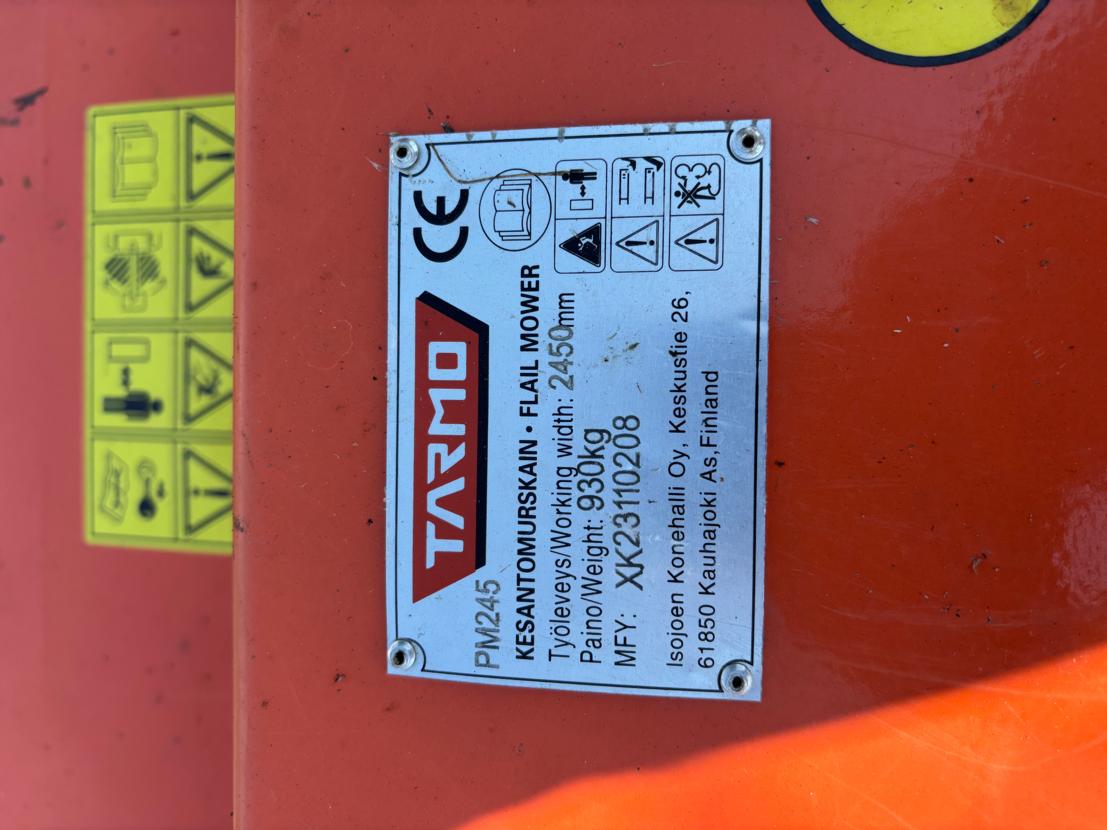 TARMO
CE
PM245
KESANTOMURSKAIN • FLAIL MOWER
Työleveys/Working width: 2450mm
Paino/Weight: 930kg
MFY: XK23110208
Isojoen Konehalli Oy, Keskustie 26,
61850 Kauhajoki As,Finland